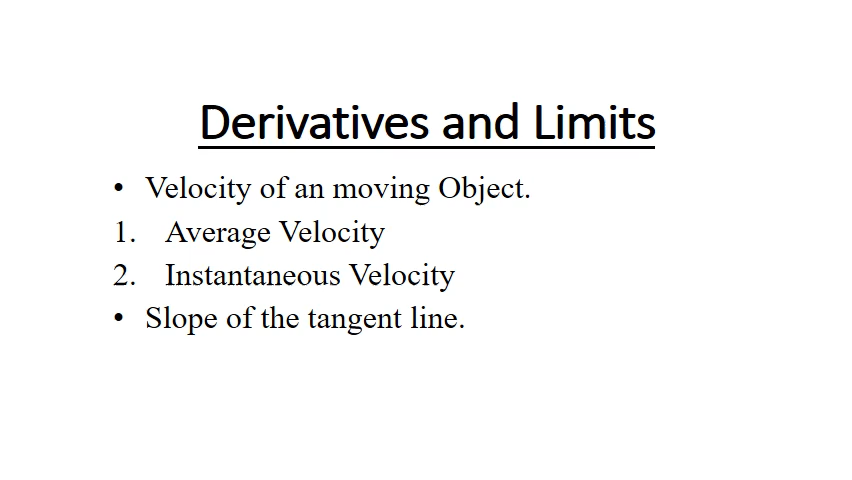 Derivatives and Limits
• Velocity of an moving Object.
1. Average Velocity
2. Instantaneous Velocity
• Slope of the tangent line.